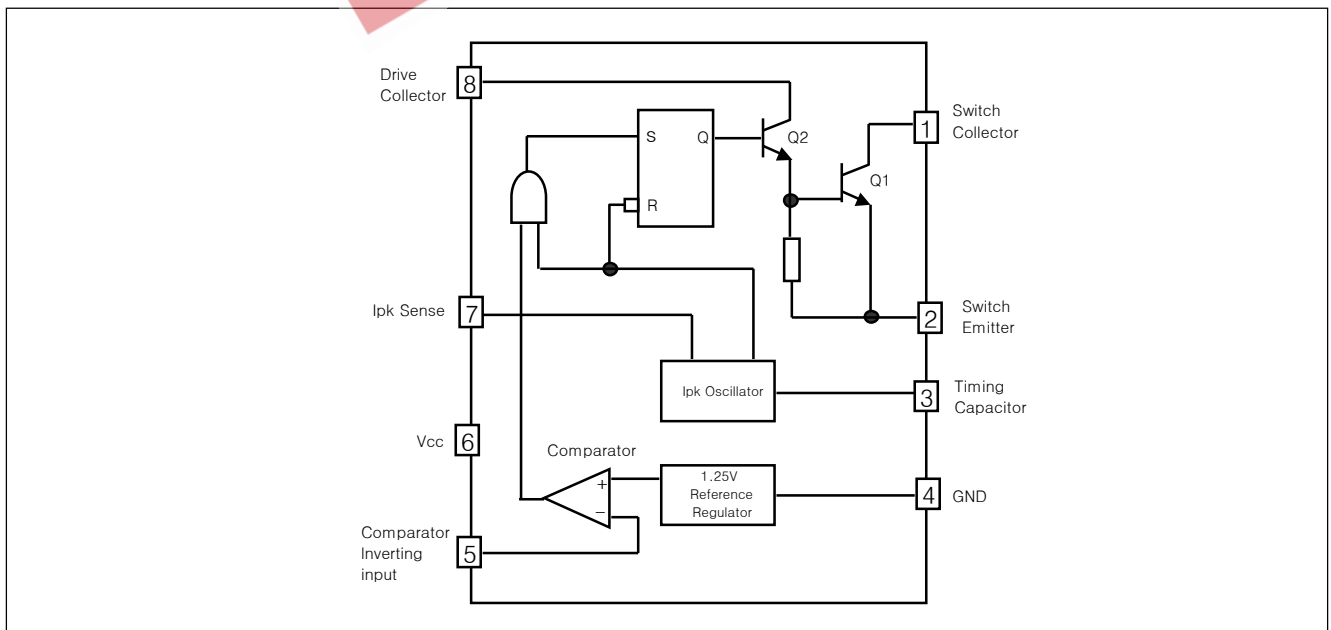 Drive
Collector
8
S
Q
Q2
1
Switch
Collector
Q1
R
Ipk Sense
7
2
Switch
Emitter
Ipk Oscillator
3
Timing
Capacitor
Vcc
6
Comparator
+
−
1.25V
Reference
Regulator
4
GND
Comparator
Inverting
input
5